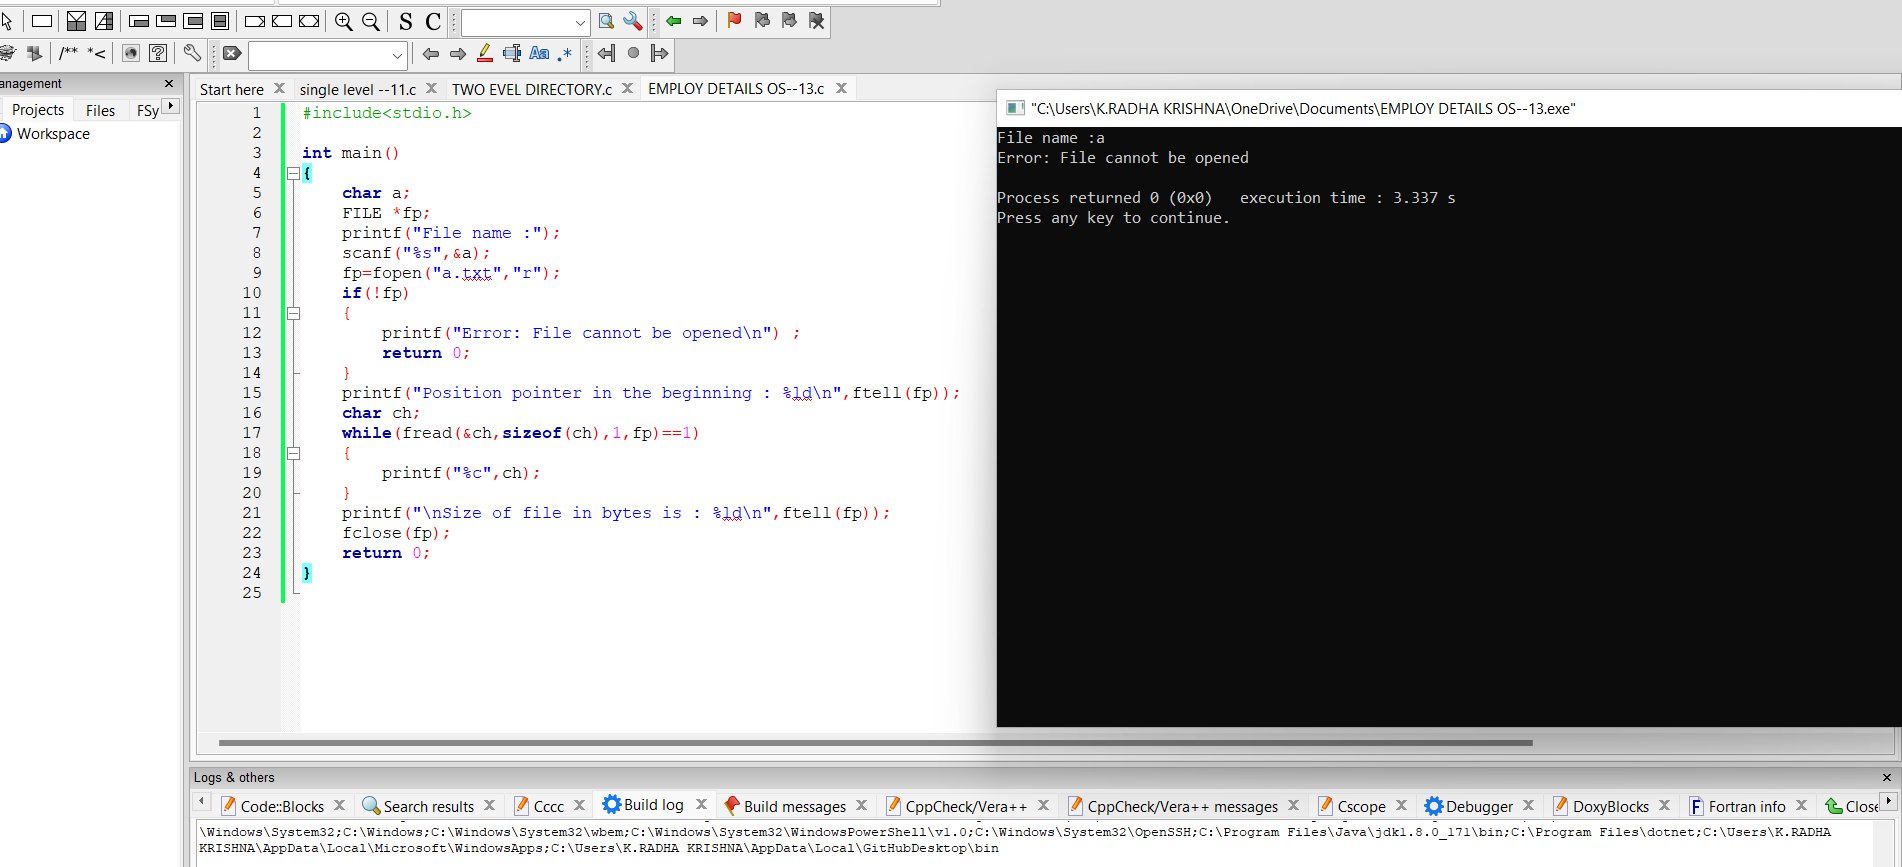 S C
/** *< Aa .*
anagement
Projects Files FSy
Workspace
Start here single level --11.c TWO EVEL DIRECTORY.c EMPLOY DETAILS OS--13.c
1 #include<stdio.h>
2
3 int main()
4 {
5 char a;
6 FILE *fp;
7 printf("File name :");
8 scanf("%s",&a);
9 fp=fopen("a.txt","r");
10 if(!fp)
11 {
12 printf("Error: File cannot be opened\n") ;
13 return 0;
14 }
15 printf("Position pointer in the beginning : %ld\n",ftell(fp));
16 char ch;
17 while(fread(&ch,sizeof(ch),1,fp)==1)
18 {
19 printf("%c",ch);
20 }
21 printf("\nSize of file in bytes is : %ld\n",ftell(fp));
22 fclose(fp);
23 return 0;
24 }
25
"C:\Users\K.RADHA KRISHNA\OneDrive\Documents\EMPLOY DETAILS OS--13.exe"
File name :a
Error: File cannot be opened
Process returned 0 (0x0) execution time : 3.337 s
Press any key to continue.
Logs & others
Code::Blocks Search results Cccc Build log Build messages CppCheck/Vera++ CppCheck/Vera++ messages Cscope Debugger DoxyBlocks Fortran info Close
\Windows\System32;C:\Windows;C:\Windows\System32\wbem;C:\Windows\System32\WindowsPowerShell\v1.0;C:\Windows\System32\OpenSSH;C:\Program Files\Java\jdk1.8.0_171\bin;C:\Program Files\dotnet;C:\Users\K.RADHA
KRISHNA\AppData\Local\Microsoft\WindowsApps;C:\Users\K.RADHA KRISHNA\AppData\Local\GitHubDesktop\bin